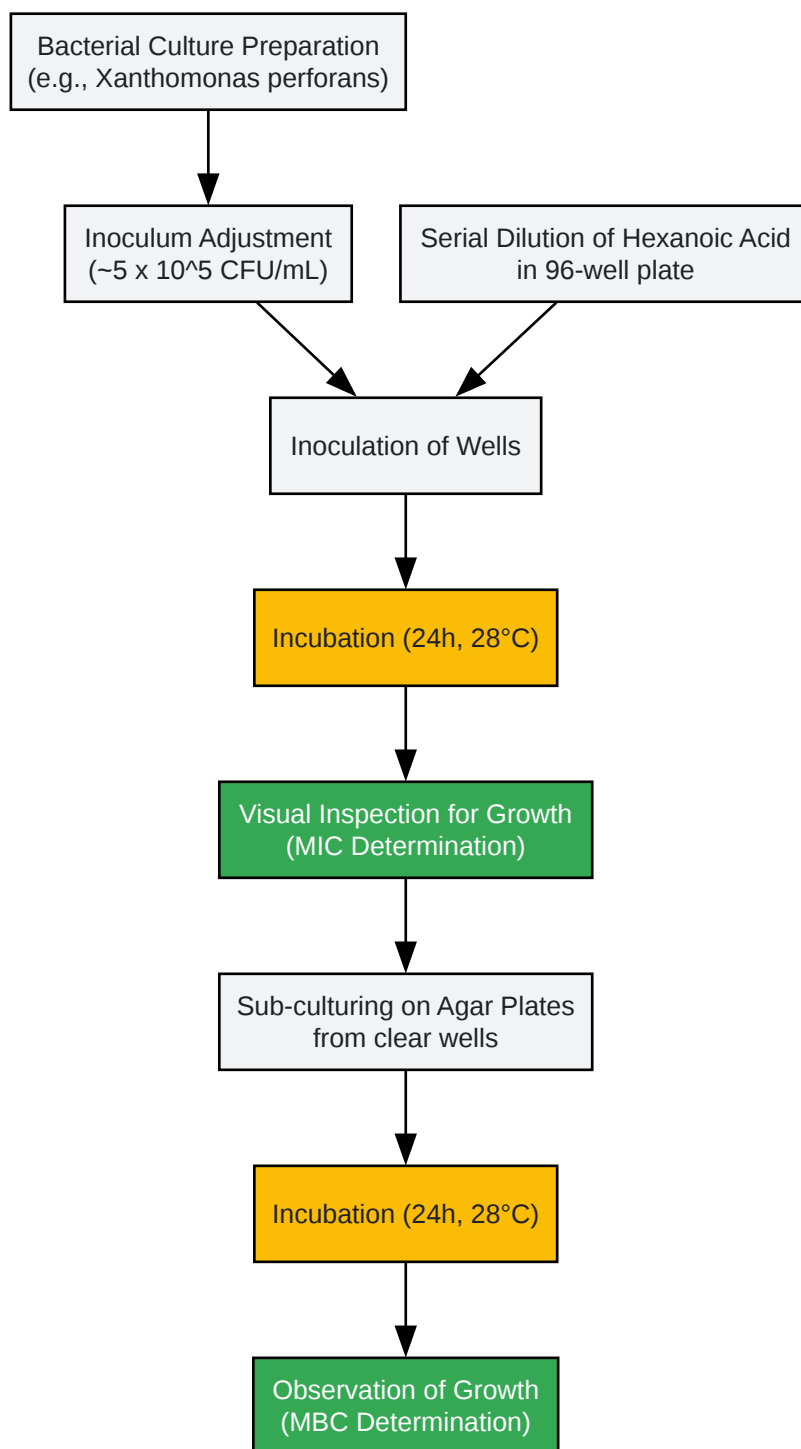 Bacterial Culture Preparation
(e.g., Xanthomonas perforans)
Inoculum Adjustment
(~5 x 10^5 CFU/mL)
Serial Dilution of Hexanoic Acid
in 96-well plate
Inoculation of Wells
Incubation (24h, 28°C)
Visual Inspection for Growth
(MIC Determination)
Sub-culturing on Agar Plates
from clear wells
Incubation (24h, 28°C)
Observation of Growth
(MBC Determination)